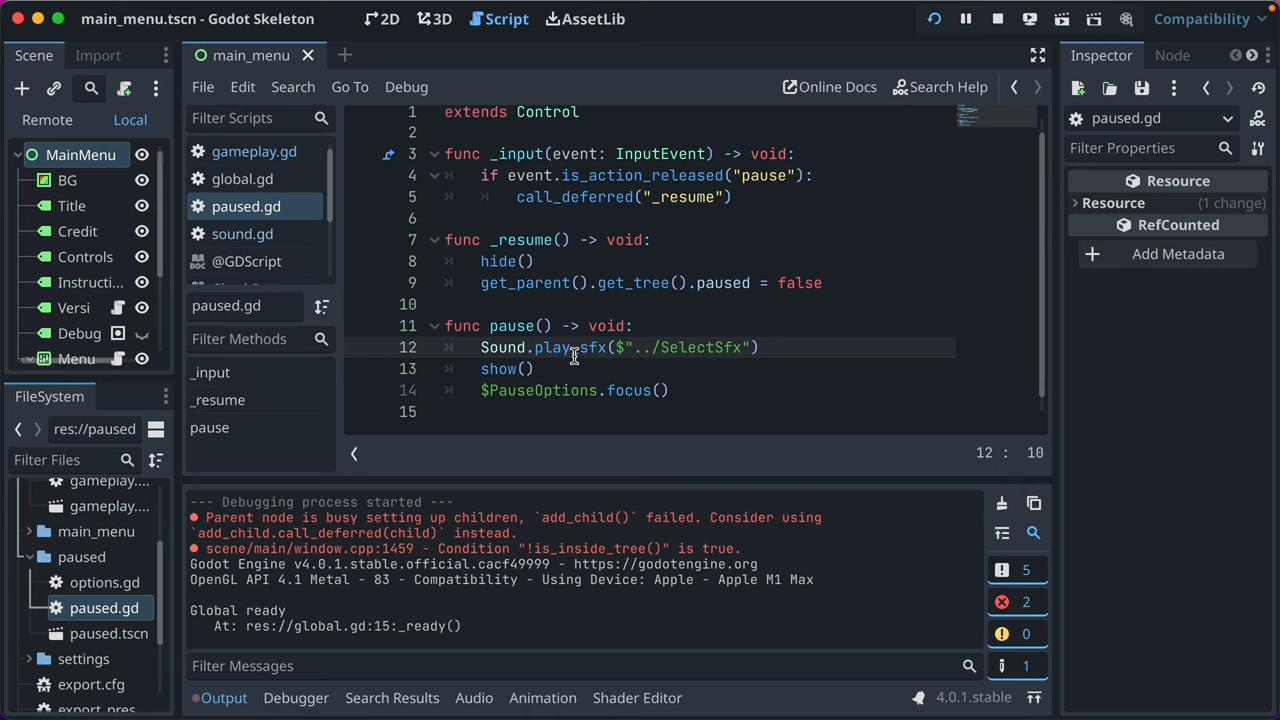 main_menu.tscn - Godot Skeleton
2D
3D
Script
AssetLib
Compatibility
Scene
Import
main_menu
Inspector
Node
File
Edit
Search
Go To
Debug
Online Docs
Search Help
Remote
Local
Filter Scripts
paused.gd
Filter Properties
MainMenu
BG
Title
Credit
Controls
Instructi...
Versi
Debug
Menu
gameplay.gd
global.gd
paused.gd
sound.gd
@GDScript
paused.gd
Filter Methods
_input
_resume
pause
1 extends Control
2
3 func _input(event: InputEvent) -> void:
4 if event.is_action_released("pause"):
5 call_deferred("_resume")
6
7 func _resume() -> void:
8 hide()
9 get_parent().get_tree().paused = false
10
11 func pause() -> void:
12 Sound.play_sfx($"../SelectSfx")
13 show()
14 $PauseOptions.focus()
15
12 : 10
Resource
Resource (1 change)
RefCounted
Add Metadata
FileSystem
res://paused
Filter Files
gameplay....
gameplay....
main_menu
paused
options.gd
paused.gd
paused.tscn
settings
export.cfg
export_pres
--- Debugging process started ---
Parent node is busy setting up children, `add_child()` failed. Consider using
`add_child.call_deferred(child)` instead.
scene/main/window.cpp:1459 - Condition "!is_inside_tree()" is true.
Godot Engine v4.0.1.stable.official.cacf49999 - https://godotengine.org
OpenGL API 4.1 Metal - 83 - Compatibility - Using Device: Apple - Apple M1 Max
Global ready
At: res://global.gd:15:_ready()
5
2
0
1
Filter Messages
Output
Debugger
Search Results
Audio
Animation
Shader Editor
4.0.1.stable